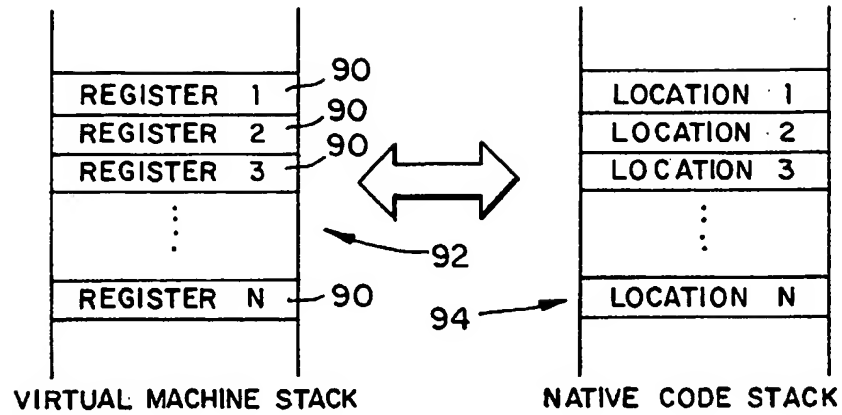 REGISTER 1
90
REGISTER 2
90
REGISTER 3
90
92
REGISTER N
90
VIRTUAL MACHINE STACK
LOCATION 1
LOCATION 2
LOCATION 3
94
LOCATION N
NATIVE CODE STACK